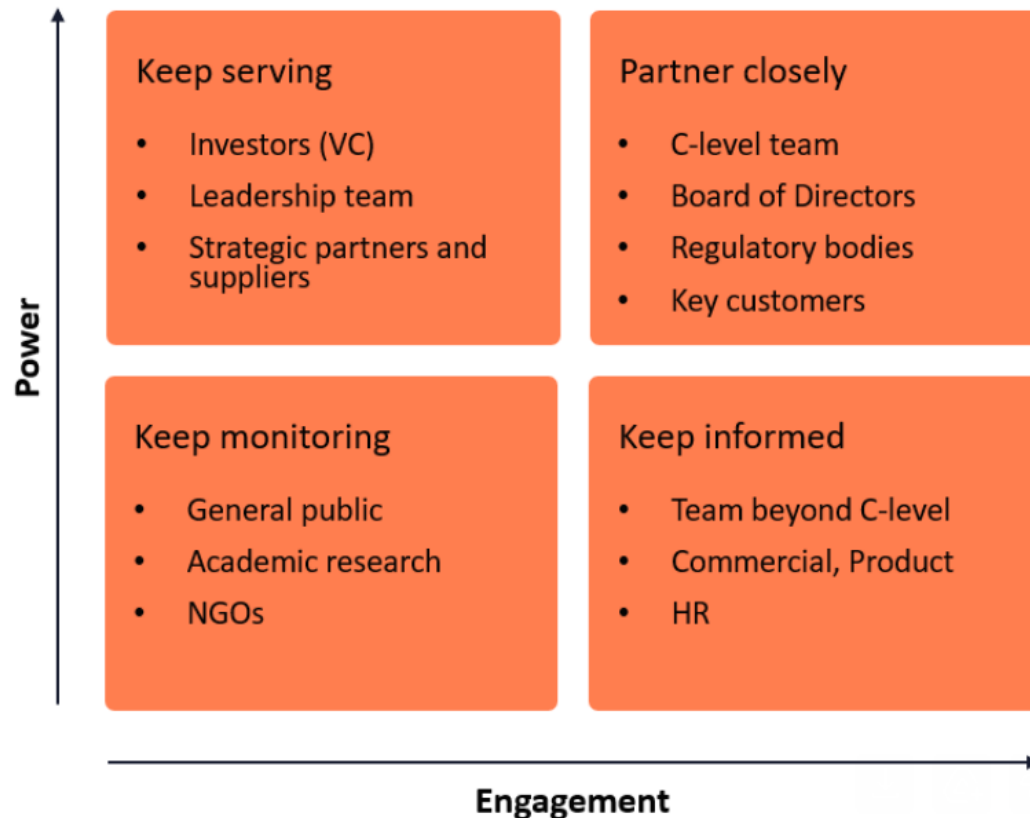 Keep serving
• Investors (VC)
• Leadership team
• Strategic partners and
suppliers
Partner closely
• C-level team
• Board of Directors
• Regulatory bodies
• Key customers
Power
Keep monitoring
• General public
• Academic research
• NGOs
Keep informed
• Team beyond C-level
• Commercial, Product
• HR
Engagement